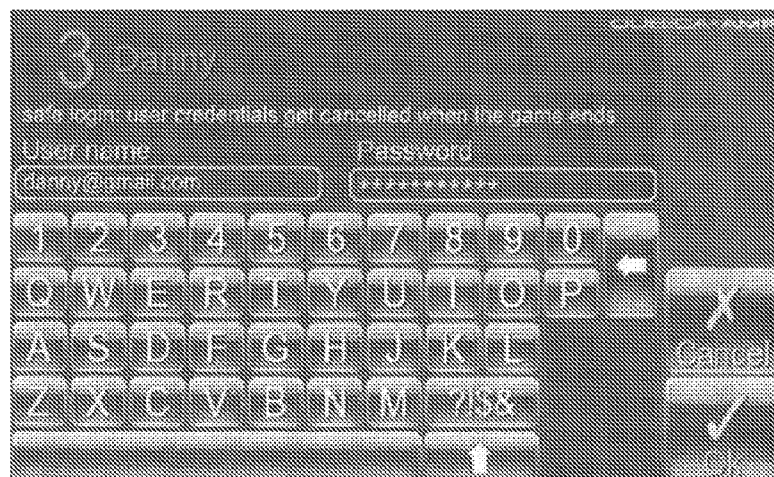 3 Danny
safe login: user credentials get cancelled when the game ends
User name Password
danny@gmail.com ***********
1 2 3 4 5 6 7 8 9 0
Q W E R T Y U I O P
A S D F G H J K L
Z X C V B N M ?!$&
Cancel